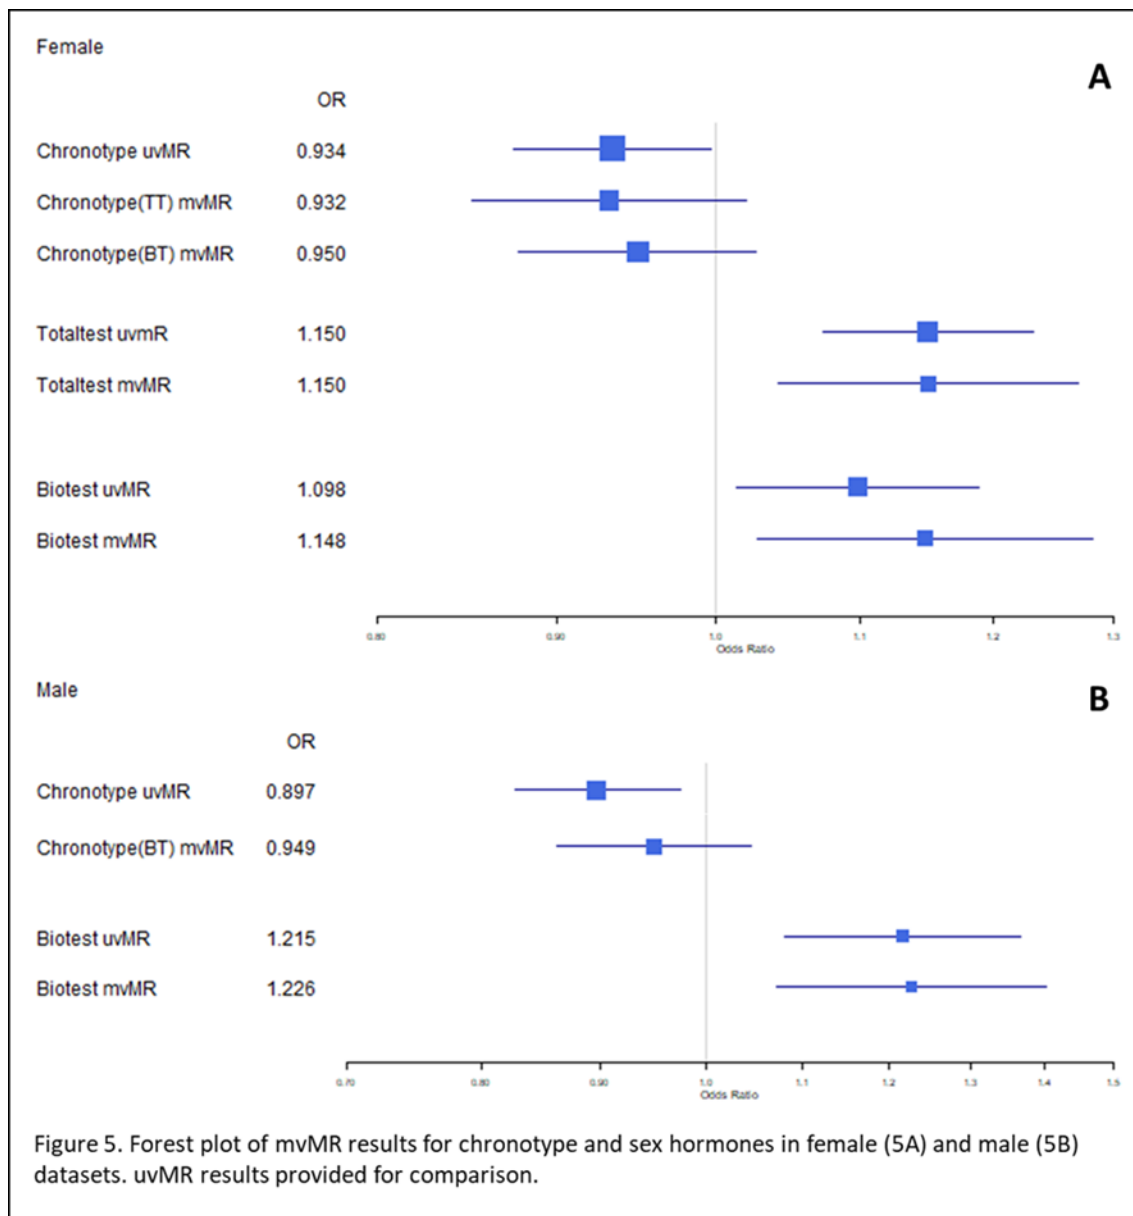 Female
A
OR
Chronotype uvMR 0.934
Chronotype(TT) mvMR 0.932
Chronotype(BT) mvMR 0.950
Totaltest uvmR 1.150
Totaltest mvMR 1.150
Biotest uvMR 1.098
Biotest mvMR 1.148
0.80 0.90 1.0 1.1 1.2 1.3
Odds Ratio
Male
B
OR
Chronotype uvMR 0.897
Chronotype(BT) mvMR 0.949
Biotest uvMR 1.215
Biotest mvMR 1.226
0.70 0.80 0.90 1.0 1.1 1.2 1.3 1.4 1.5
Odds Ratio
Figure 5. Forest plot of mvMR results for chronotype and sex hormones in female (5A) and male (5B)
datasets. uvMR results provided for comparison.